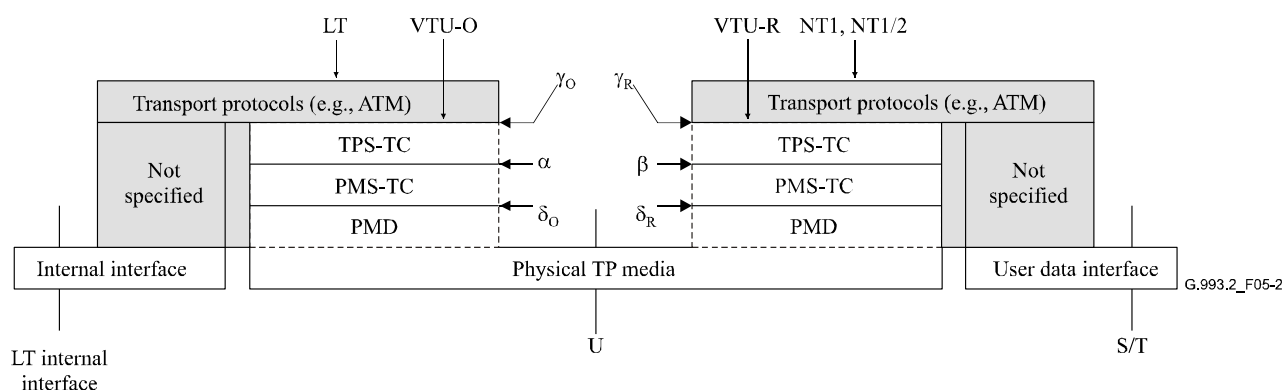 LT
VTU-O
VTU-R
NT1, NT1/2
γO
γR
Transport protocols (e.g., ATM)
Transport protocols (e.g., ATM)
Not
specified
TPS-TC
α
β
TPS-TC
Not
specified
PMS-TC
PMS-TC
δO
δR
PMD
PMD
Internal interface
Physical TP media
User data interface
G.993.2_F05-2
LT internal
interface
U
S/T